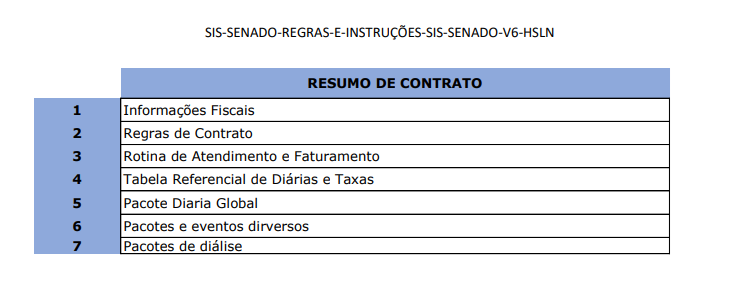 SIS-SENADO-REGRAS-E-INSTRUÇÕES-SIS-SENADO-V6-HSLN
RESUMO DE CONTRATO
1 Informações Fiscais
2 Regras de Contrato
3 Rotina de Atendimento e Faturamento
4 Tabela Referencial de Diárias e Taxas
5 Pacote Diaria Global
6 Pacotes e eventos dirversos
7 Pacotes de diálise